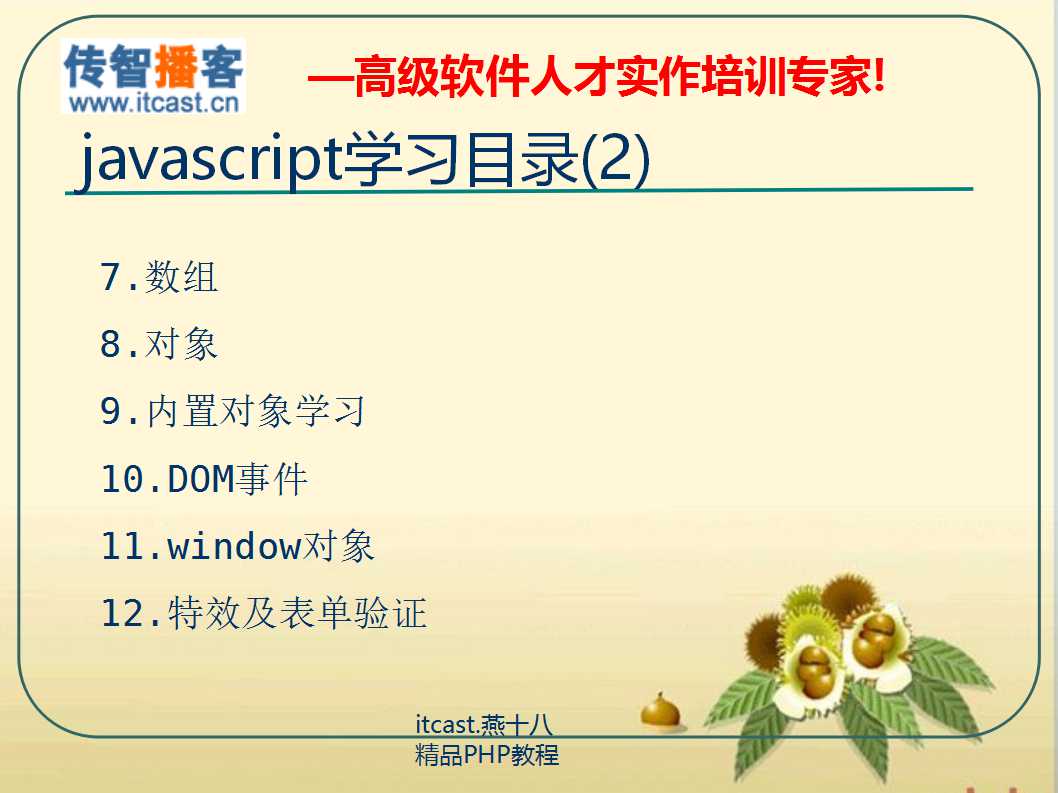 传智播客
www.itcast.cn
—高级软件人才实作培训专家!
javascript学习目录(2)
7.数组
8.对象
9.内置对象学习
10.DOM事件
11.window对象
12.特效及表单验证
itcast.燕十八
精品PHP教程